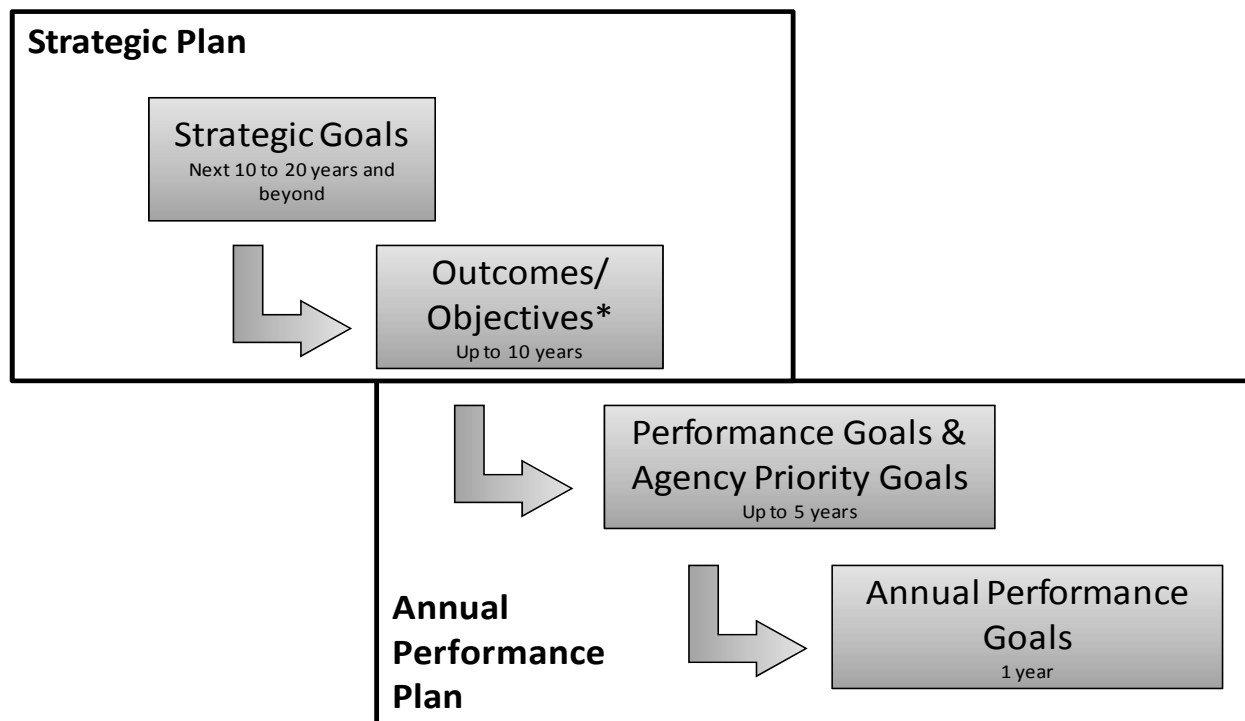 Strategic Plan
Strategic Goals
Next 10 to 20 years and
beyond
Outcomes/
Objectives*
Up to 10 years
Performance Goals &
Agency Priority Goals
Up to 5 years
Annual Performance
Goals
1 year
Annual
Performance
Plan